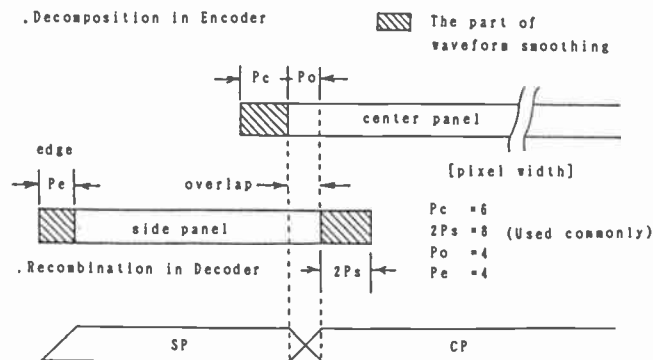 .Decomposition in Encoder
The part of
waveform smoothing
Pc
Po
center panel
edge
Pe
overlap
[pixel width]
side panel
Pc =6
2Ps =8 (Used commonly)
Po =4
Pe =4
.Recombination in Decoder
2Ps
SP
CP